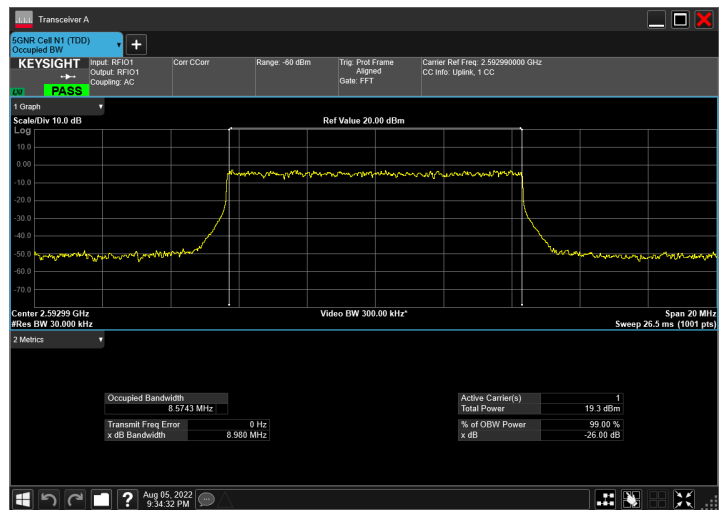 Transceiver A
5GNR Cell N1 (TDD)
Occupied BW
KEYSIGHT
LXI
PASS
Input: RFIO1
Output: RFIO1
Coupling: AC
Corr CCorr
Range: -60 dBm
Trig: Prot Frame
Aligned
Gate: FFT
Carrier Ref Freq: 2.592990000 GHz
CC Info: Uplink, 1 CC
1 Graph
Scale/Div 10.0 dB
Ref Value 20.00 dBm
Log
10.0
0.00
-10.0
-20.0
-30.0
-40.0
-50.0
-60.0
-70.0
Center 2.59299 GHz
Video BW 300.00 kHz*
Span 20 MHz
#Res BW 30.000 kHz
Sweep 26.5 ms (1001 pts)
2 Metrics
Occupied Bandwidth
8.5743 MHz
Transmit Freq Error 0 Hz
x dB Bandwidth 8.980 MHz
Active Carrier(s) 1
Total Power 19.3 dBm
% of OBW Power 99.00 %
x dB -26.00 dB
Aug 05, 2022
9:34:32 PM